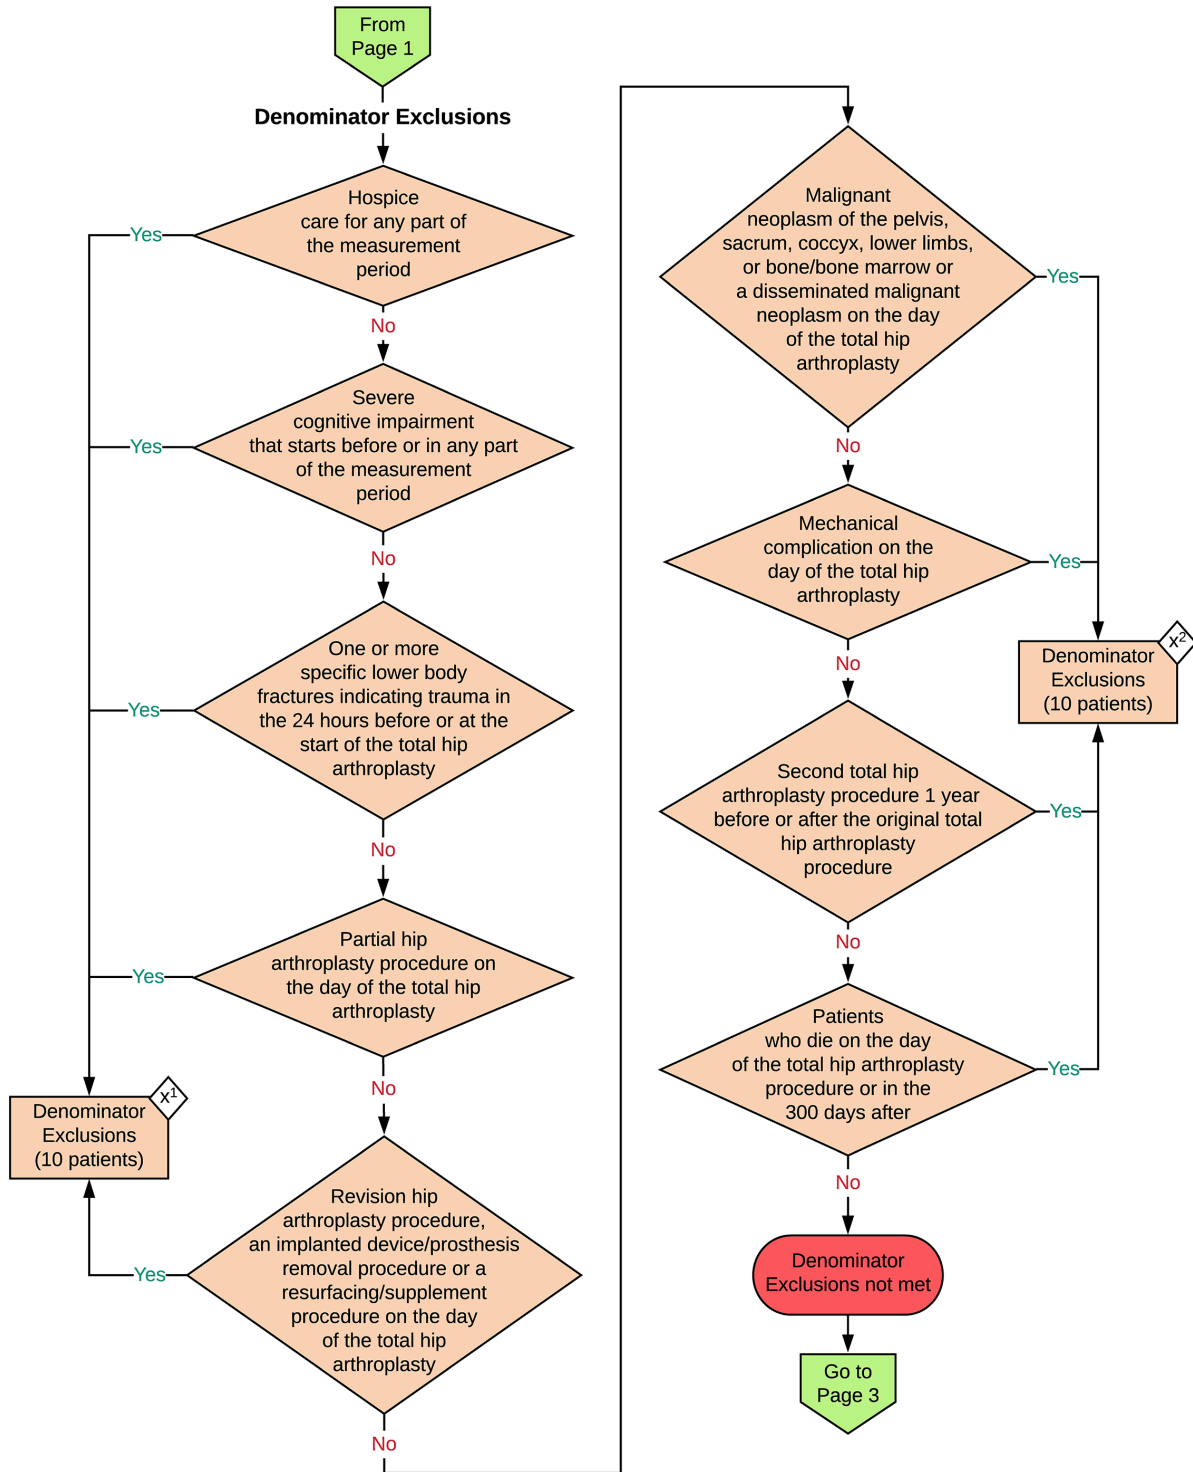 From
Page 1
Denominator Exclusions
Hospice
care for any part of
the measurement
period
Yes
No
Severe
cognitive impairment
that starts before or in any part
of the measurement
period
Yes
No
One or more
specific lower body
fractures indicating trauma in
the 24 hours before or at the
start of the total hip
arthroplasty
Yes
No
Partial hip
arthroplasty procedure on
the day of the total hip
arthroplasty
Yes
No
x¹
Denominator
Exclusions
(10 patients)
Revision hip
arthroplasty procedure,
an implanted device/prosthesis
removal procedure or a
resurfacing/supplement
procedure on the day
of the total hip
arthroplasty
Yes
No
Malignant
neoplasm of the pelvis,
sacrum, coccyx, lower limbs,
or bone/bone marrow or
a disseminated malignant
neoplasm on the day
of the total hip
arthroplasty
Yes
No
Mechanical
complication on the
day of the total hip
arthroplasty
Yes
No
x²
Denominator
Exclusions
(10 patients)
Second total hip
arthroplasty procedure 1 year
before or after the original total
hip arthroplasty
procedure
Yes
No
Patients
who die on the day
of the total hip arthroplasty
procedure or in the
300 days after
Yes
No
Denominator
Exclusions not met
Go to
Page 3